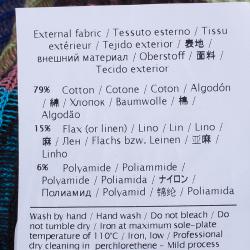 External fabric / Tessuto esterno / Tissu
extérieur / Tejido exterior / 表地 /
внешний материал / Oberstoff / 面料 /
Tecido exterior
79% Cotton / Cotone / Coton / Algodón
/ 綿 / Хлопок / Baumwolle / 棉 /
Algodão
15% Flax (or linen) / Lino / Lin / Lino /
麻 / Лен / Flachs bzw. Leinen / 亚麻 /
Linho
6% Polyamide / Poliammide /
Polyamide / Poliamida / ナイロン /
Полиамид / Polyamid / 锦纶 / Poliamida
Wash by hand / Hand wash / Do not bleach / Do
not tumble dry / Iron at maximum sole-plate
temperature of 110°C / Iron, low / Professional
dry cleaning in perchlorethene - Mild process